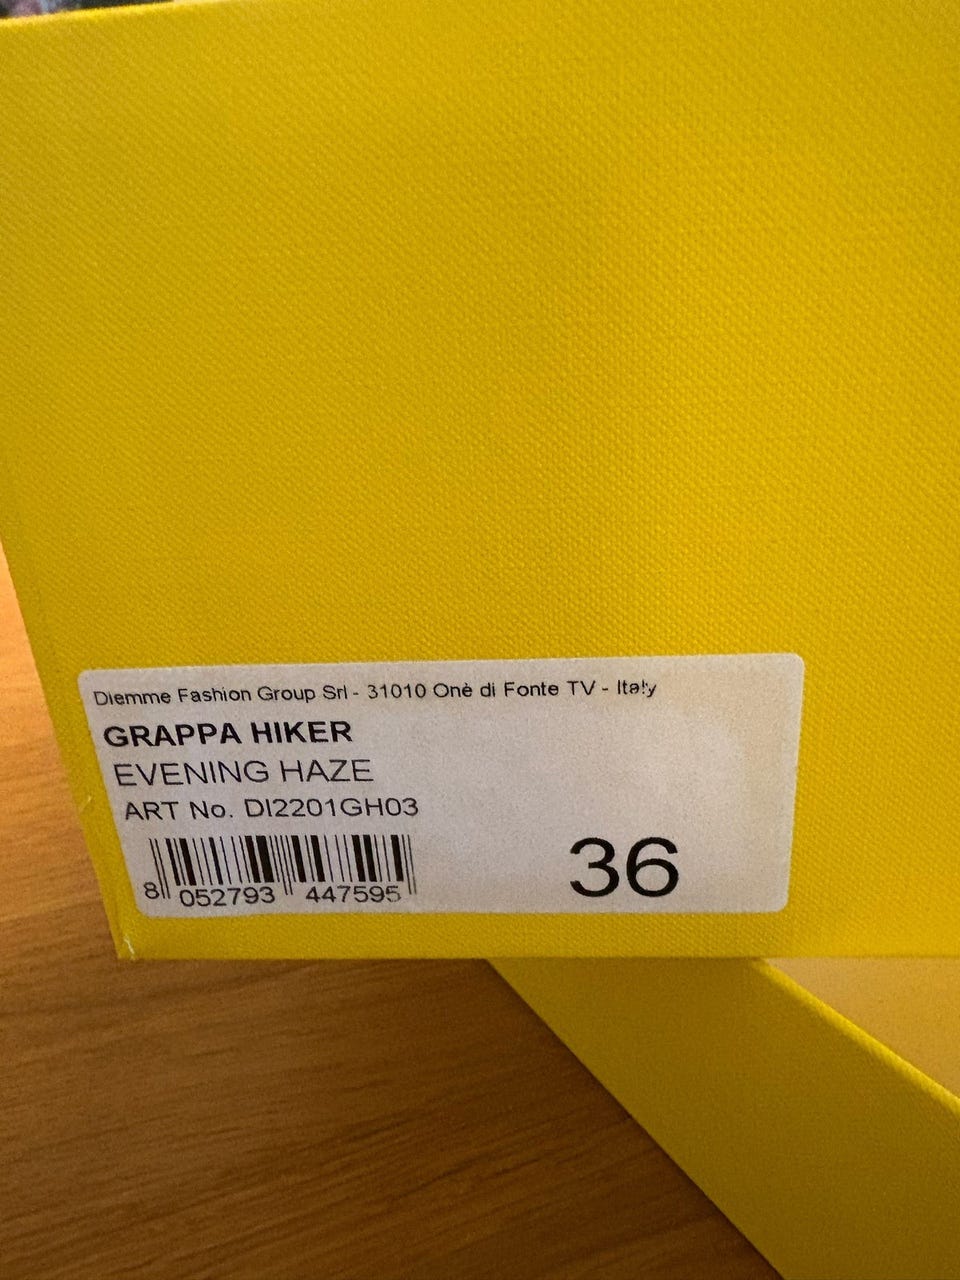 Diemme Fashion Group Srl - 31010 Onè di Fonte TV - Italy
GRAPPA HIKER
EVENING HAZE
ART No. DI2201GH03
36
8 052793 447595